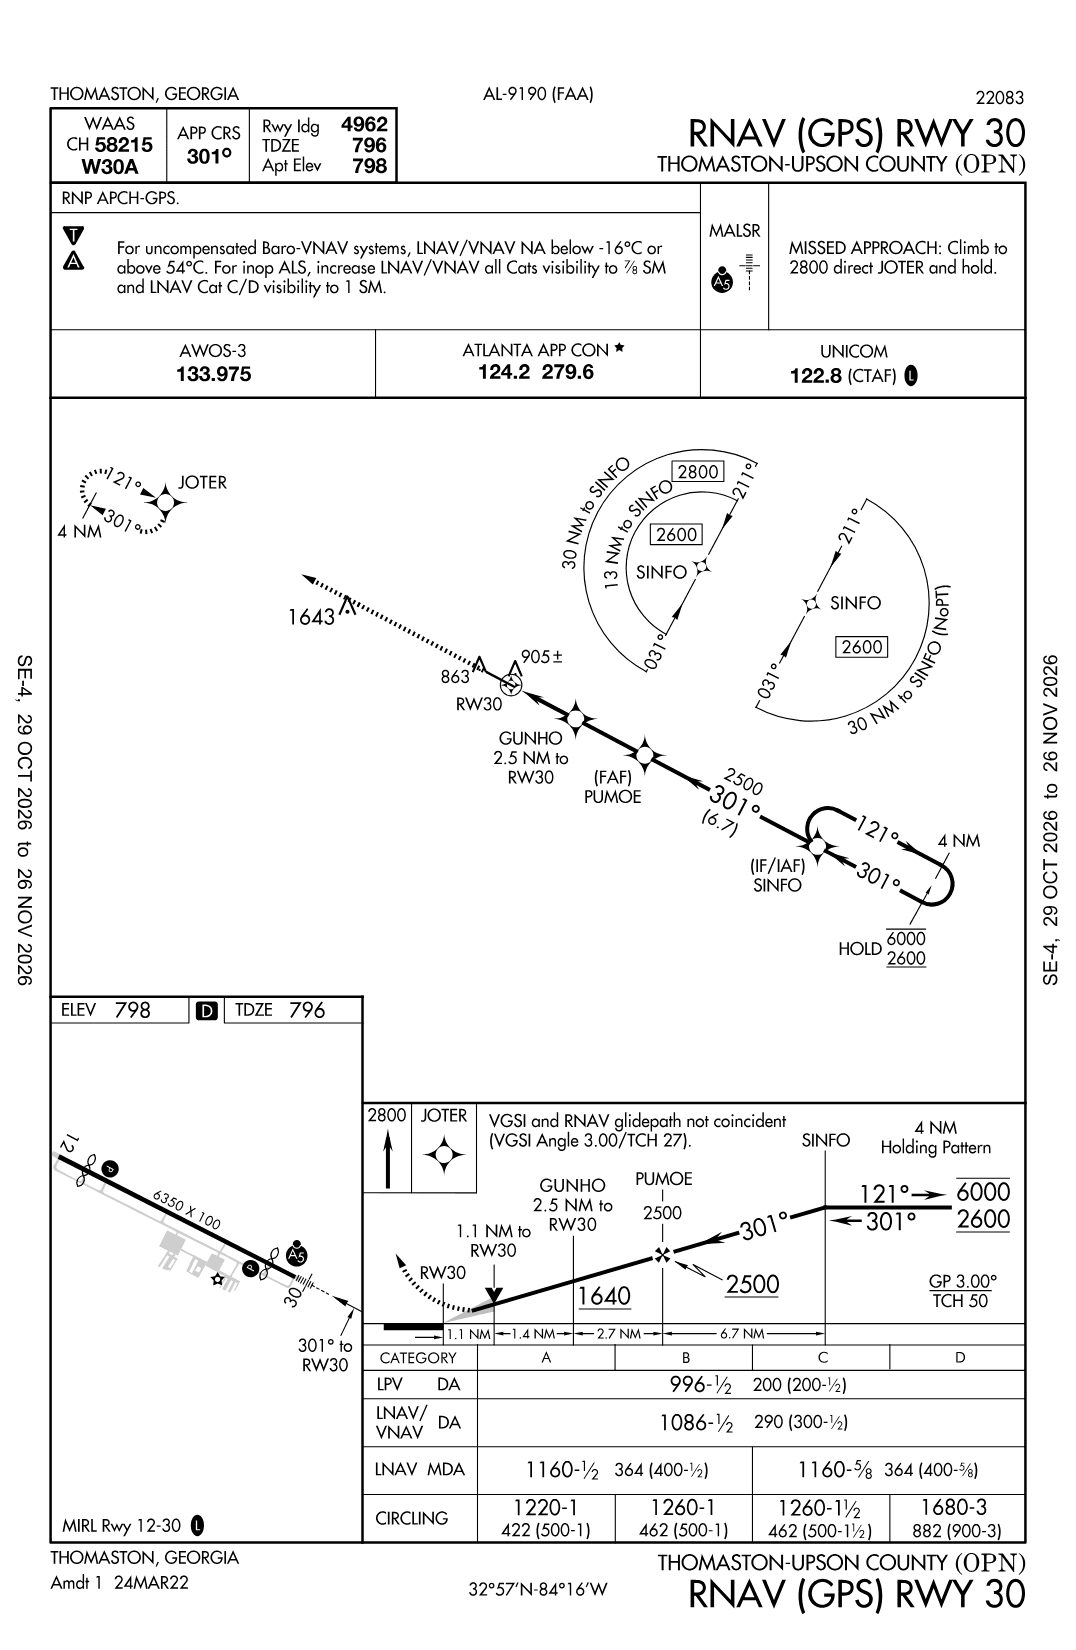 THOMASTON, GEORGIA
AL-9190 (FAA)
22083
WAAS
CH 58215
W30A
APP CRS
301°
Rwy ldg 4962
TDZE 796
Apt Elev 798
RNAV (GPS) RWY 30
THOMASTON-UPSON COUNTY (OPN)
RNP APCH-GPS.
T
A
For uncompensated Baro-VNAV systems, LNAV/VNAV NA below -16°C or
above 54°C. For inop ALS, increase LNAV/VNAV all Cats visibility to ⅞ SM
and LNAV Cat C/D visibility to 1 SM.
MALSR
A5
MISSED APPROACH: Climb to
2800 direct JOTER and hold.
AWOS-3
133.975
ATLANTA APP CON ★
124.2 279.6
UNICOM
122.8 (CTAF) L
JOTER
121°
301°
4 NM
30 NM to SINFO
2800
211°
13 NM to SINFO
2600
SINFO
031°
211°
SINFO
2600
031°
30 NM to SINFO (NoPT)
1643
863
905±
RW30
GUNHO
2.5 NM to
RW30
(FAF)
PUMOE
2500
301°
(6.7)
(IF/IAF)
SINFO
121°
301°
4 NM
HOLD 6000
2600
SE-4, 29 OCT 2026 to 26 NOV 2026
SE-4, 29 OCT 2026 to 26 NOV 2026
ELEV 798
D
TDZE 796
12
P
6350 X 100
P
A5
30
301° to
RW30
MIRL Rwy 12-30 L
2800
JOTER
VGSI and RNAV glidepath not coincident
(VGSI Angle 3.00/TCH 27).
SINFO
4 NM
Holding Pattern
PUMOE
2500
GUNHO
2.5 NM to
RW30
1.1 NM to
RW30
RW30
121°
6000
301°
2600
301°
2500
1640
GP 3.00°
TCH 50
1.1 NM
1.4 NM
2.7 NM
6.7 NM
CATEGORY A B C D
LPV DA 996-½ 200 (200-½)
LNAV/
VNAV DA 1086-½ 290 (300-½)
LNAV MDA 1160-½ 364 (400-½) 1160-⅝ 364 (400-⅝)
CIRCLING
1220-1 1260-1 1260-1½ 1680-3
422 (500-1) 462 (500-1) 462 (500-1½) 882 (900-3)
THOMASTON, GEORGIA
Amdt 1 24MAR22
32°57'N-84°16'W
THOMASTON-UPSON COUNTY (OPN)
RNAV (GPS) RWY 30